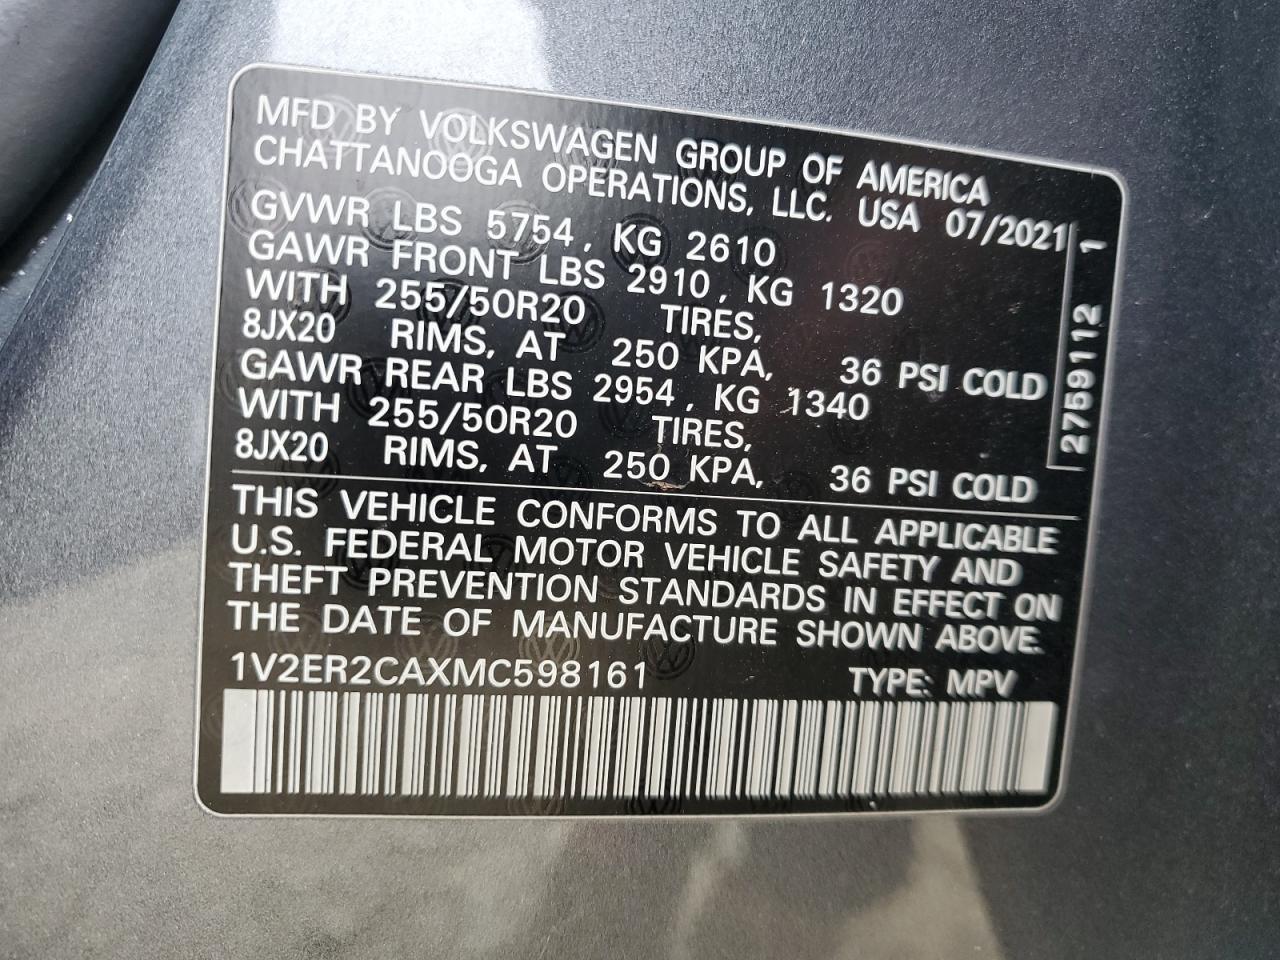 MFD BY VOLKSWAGEN GROUP OF AMERICA
CHATTANOOGA OPERATIONS, LLC. USA 07/2021
GVWR LBS 5754, KG 2610
GAWR FRONT LBS 2910, KG 1320
WITH 255/50R20 TIRES,
8JX20 RIMS, AT 250 KPA, 36 PSI COLD
GAWR REAR LBS 2954, KG 1340
WITH 255/50R20 TIRES,
8JX20 RIMS, AT 250 KPA, 36 PSI COLD
2759112 1
THIS VEHICLE CONFORMS TO ALL APPLICABLE
U.S. FEDERAL MOTOR VEHICLE SAFETY AND
THEFT PREVENTION STANDARDS IN EFFECT ON
THE DATE OF MANUFACTURE SHOWN ABOVE.
1V2ER2CAXMC598161 TYPE: MPV